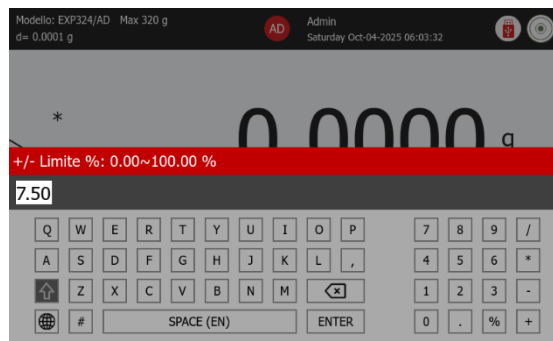 Modello: EXP324/AD Max 320 g
d= 0.0001 g
AD
Admin
Saturday Oct-04-2025 06:03:32
*
0.0000 g
+/- Limite %: 0.00~100.00 %
7.50
Q W E R T Y U I O P 7 8 9 /
A S D F G H J K L , 4 5 6 *
Z X C V B N M 1 2 3 -
# SPACE (EN) ENTER 0 . % +